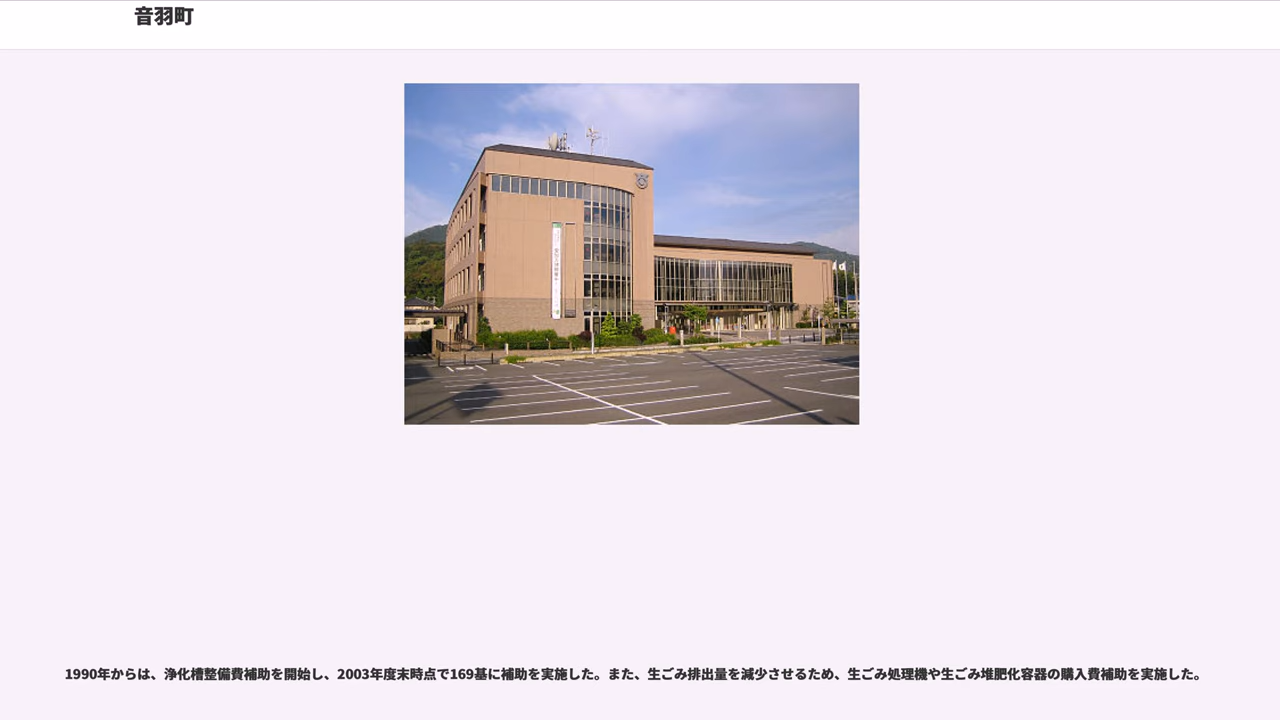 音羽町
1990年からは、浄化槽整備費補助を開始し、2003年度末時点で169基に補助を実施した。また、生ごみ排出量を減少させるため、生ごみ処理機や生ごみ堆肥化容器の購入費補助を実施した。